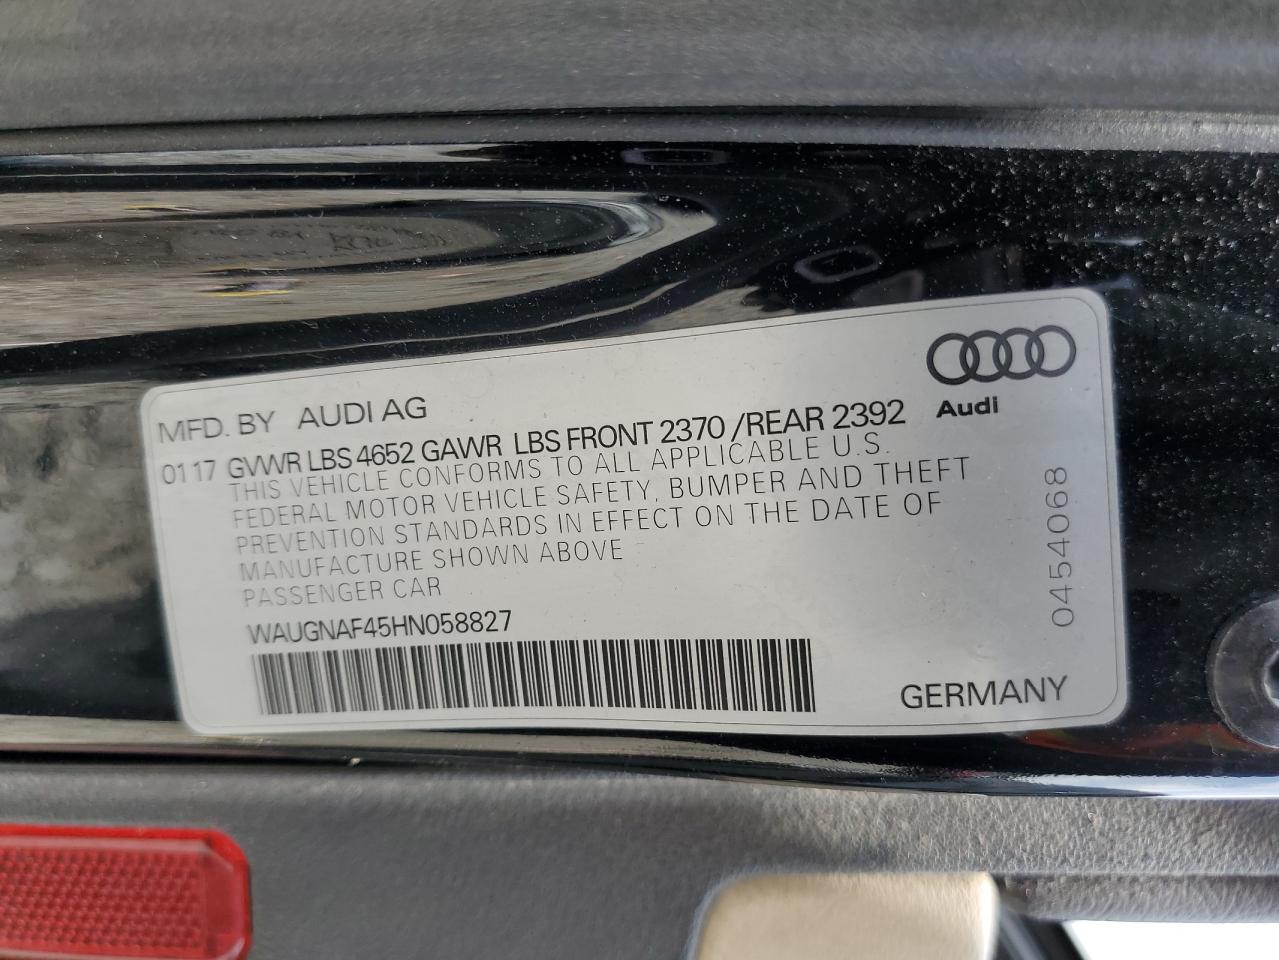 MFD. BY AUDI AG
Audi
0117 GVWR LBS 4652 GAWR LBS FRONT 2370 /REAR 2392
THIS VEHICLE CONFORMS TO ALL APPLICABLE U.S.
FEDERAL MOTOR VEHICLE SAFETY, BUMPER AND THEFT
PREVENTION STANDARDS IN EFFECT ON THE DATE OF
MANUFACTURE SHOWN ABOVE
PASSENGER CAR
WAUGNAF45HN058827
0454068
GERMANY